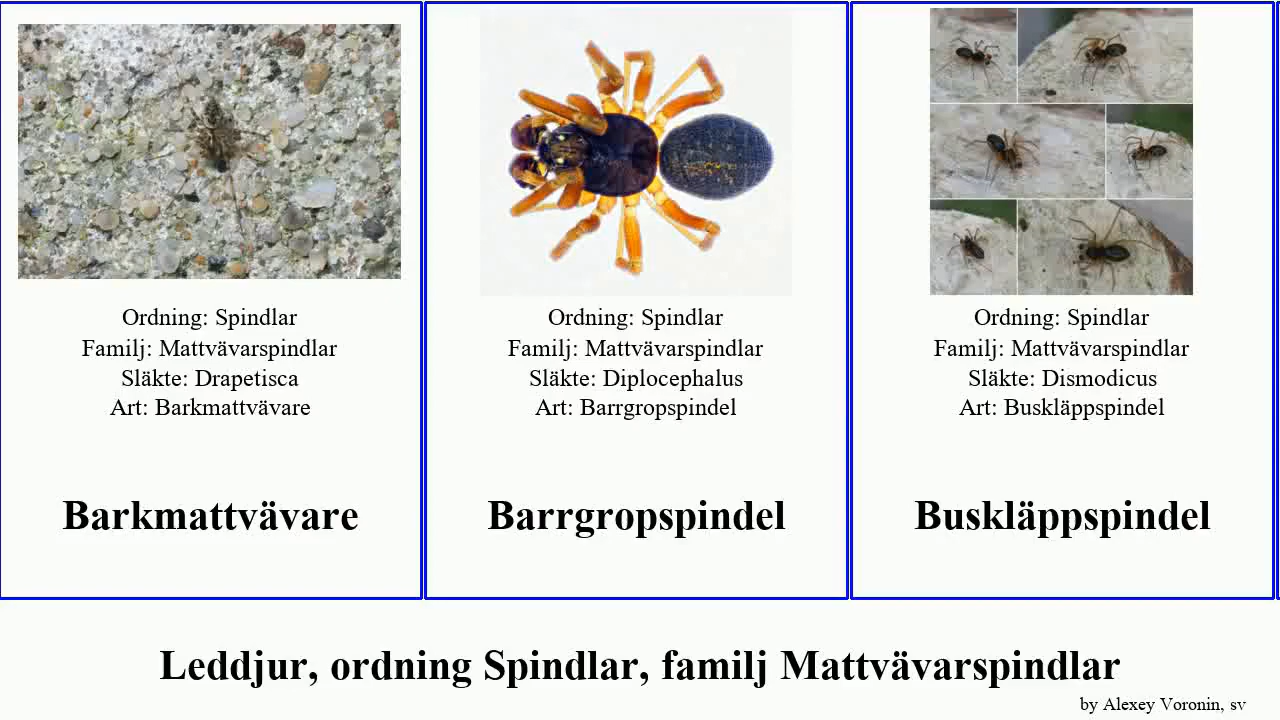 Ordning: Spindlar
Familj: Mattvävarspindlar
Släkte: Drapetisca
Art: Barkmattvävare
Barkmattvävare
Ordning: Spindlar
Familj: Mattvävarspindlar
Släkte: Diplocephalus
Art: Barrgropspindel
Barrgropspindel
Ordning: Spindlar
Familj: Mattvävarspindlar
Släkte: Dismodicus
Art: Buskläppspindel
Buskläppspindel
Leddjur, ordning Spindlar, familj Mattvävarspindlar
by Alexey Voronin, sv